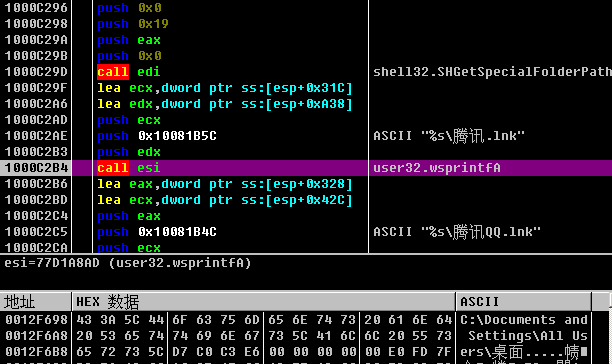 1000C296 push 0x0
1000C298 push 0x19
1000C29A push eax
1000C29B push 0x0
1000C29D call edi shell32.SHGetSpecialFolderPath
1000C29F lea ecx,dword ptr ss:[esp+0x31C]
1000C2A6 lea edx,dword ptr ss:[esp+0xA38]
1000C2AD push ecx
1000C2AE push 0x10081B5C ASCII "%s\腾讯.lnk"
1000C2B3 push edx
1000C2B4 call esi user32.wsprintfA
1000C2B6 lea eax,dword ptr ss:[esp+0x328]
1000C2BD lea ecx,dword ptr ss:[esp+0x42C]
1000C2C4 push eax
1000C2C5 push 0x10081B4C ASCII "%s\腾讯QQ.lnk"
1000C2CA push ecx
esi=77D1A8AD (user32.wsprintfA)
地址 HEX 数据 ASCII
0012F698 43 3A 5C 44 6F 63 75 6D 65 6E 74 73 20 61 6E 64 C:\Documents and
0012F6A8 20 53 65 74 74 69 6E 67 73 5C 41 6C 6C 20 55 73  Settings\All Us
0012F6B8 65 72 73 5C D7 C0 C3 E6 00 00 00 00 00 E0 FD 7F ers\桌面.....